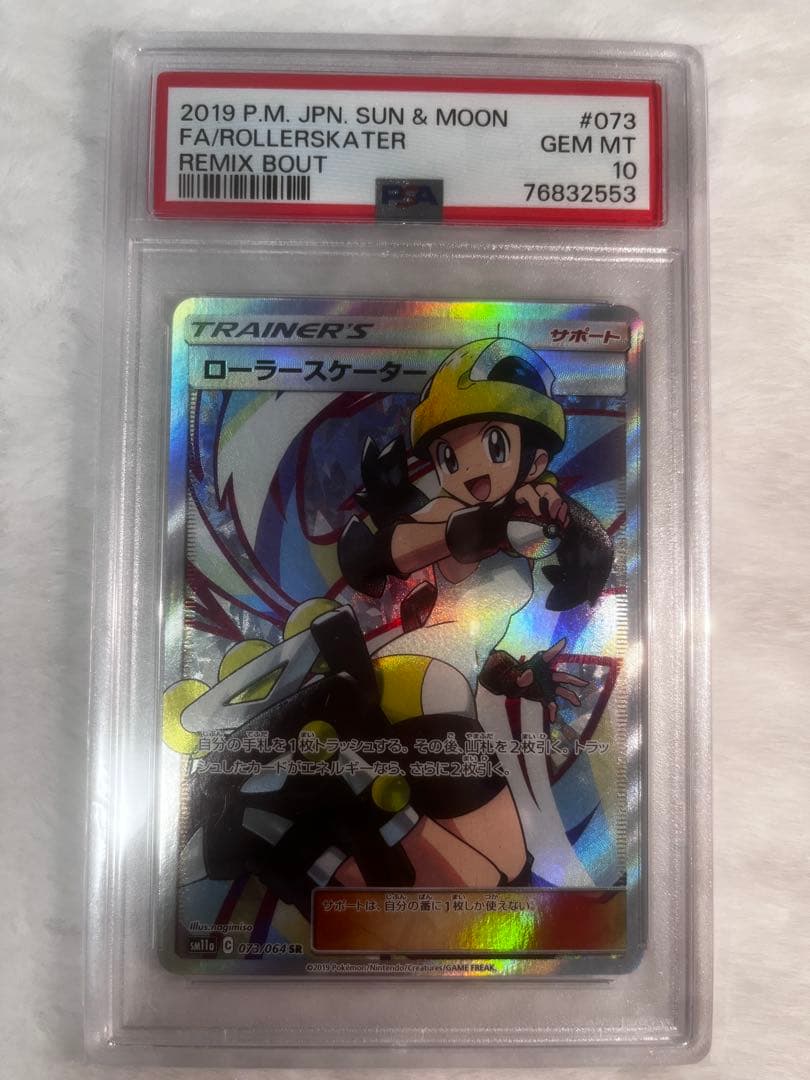 2019 P.M. JPN. SUN & MOON #073
FA/ROLLERSKATER GEM MT
REMIX BOUT 10
PSA 76832553
TRAINER'S サポート
ローラースケーター
自分の手札を1枚トラッシュする。その後、山札を2枚引く。トラッ
シュしたカードがエネルギーなら、さらに2枚引く。
サポートは、自分の番に1枚しか使えない。
Illus.nagimiso
sm11a C 073/064 SR
©2019 Pokémon/Nintendo/Creatures/GAME FREAK.